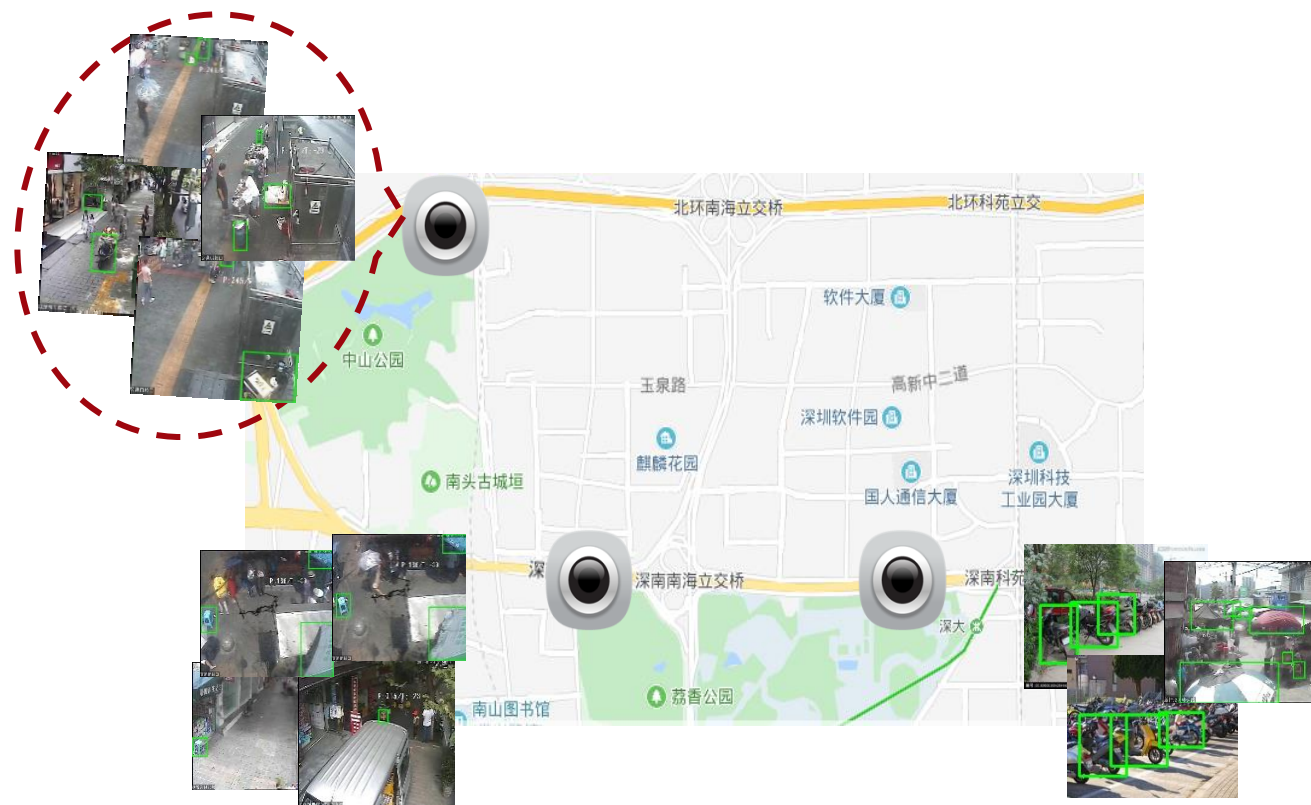 北环南海立交桥
北环科苑立交
软件大厦
中山公园
玉泉路
高新中二道
深圳软件园
麒麟花园
南头古城垣
国人通信大厦
深圳科技
工业园大厦
深
深南南海立交桥
深南科苑
深大
荔香公园
南山图书馆